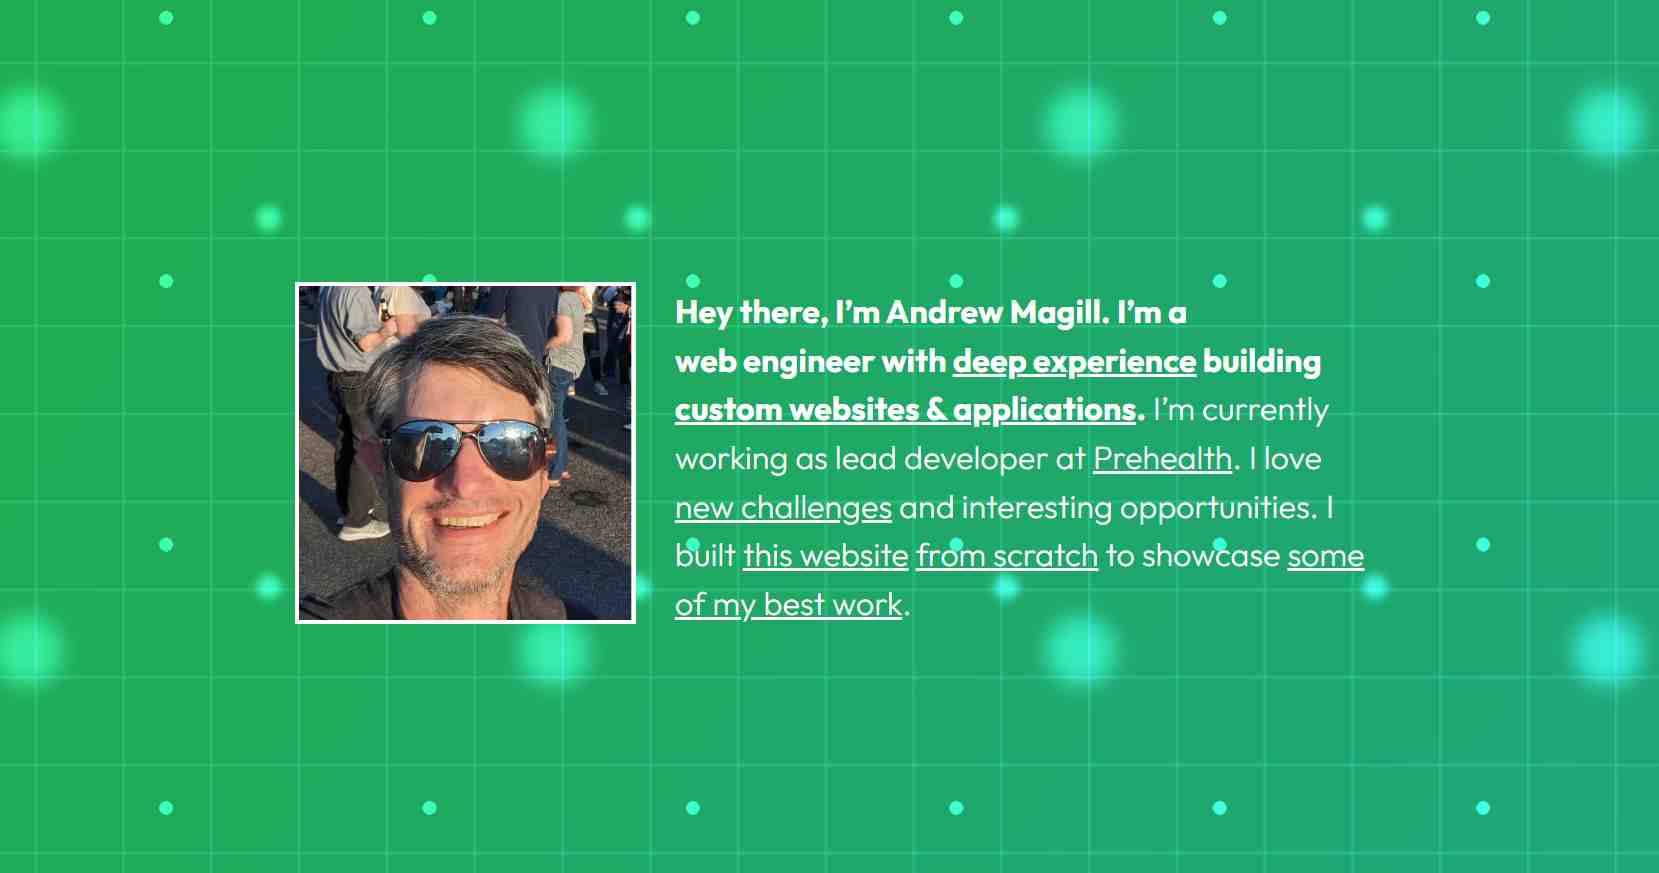 Hey there, I’m Andrew Magill. I’m a
web engineer with deep experience building
custom websites & applications. I’m currently
working as lead developer at Prehealth. I love
new challenges and interesting opportunities. I
built this website from scratch to showcase some
of my best work.